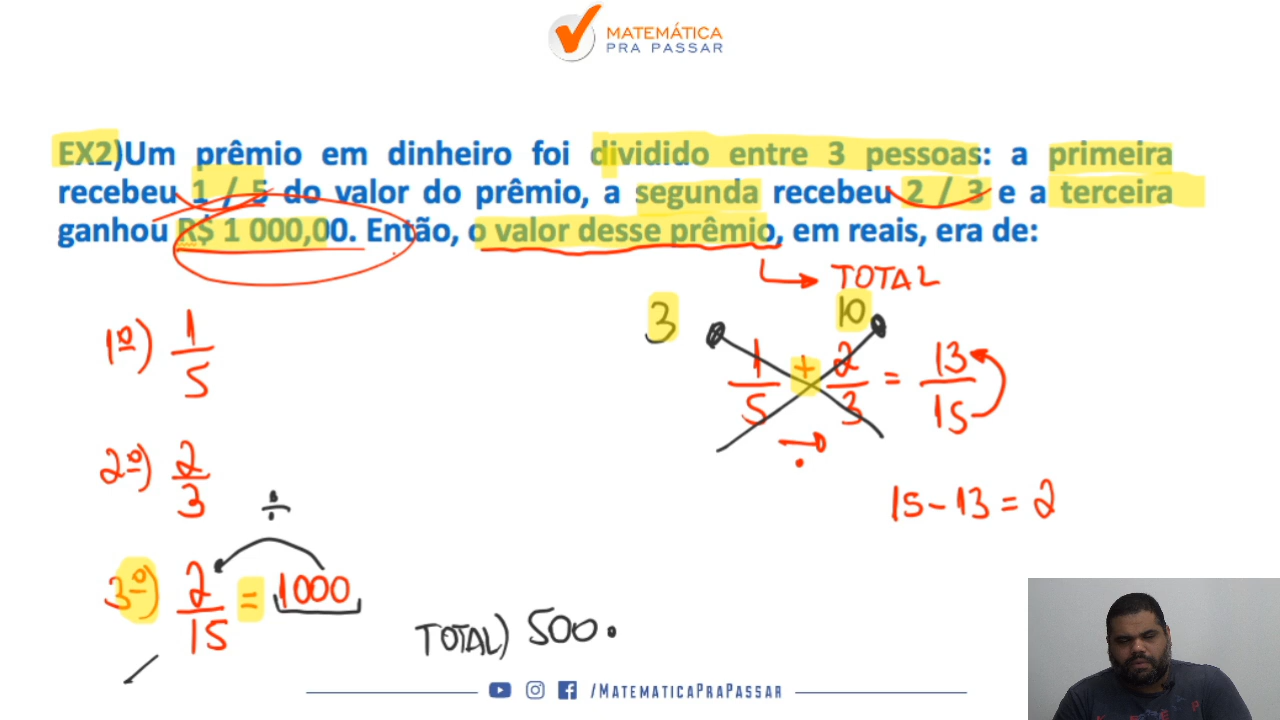 MATEMÁTICA
PRA PASSAR
EX2)Um prêmio em dinheiro foi dividido entre 3 pessoas: a primeira
recebeu 1 / 5 do valor do prêmio, a segunda recebeu 2 / 3 e a terceira
ganhou R$ 1 000,00. Então, o valor desse prêmio, em reais, era de:
TOTAL
3 10
1º) 1/5
1/5 + 2/3 = 13/15
2º) 2/3
÷
15 - 13 = 2
3º) 2/15 = 1000
TOTAL) 500 .
/MATEMATICAPRAPASSAR